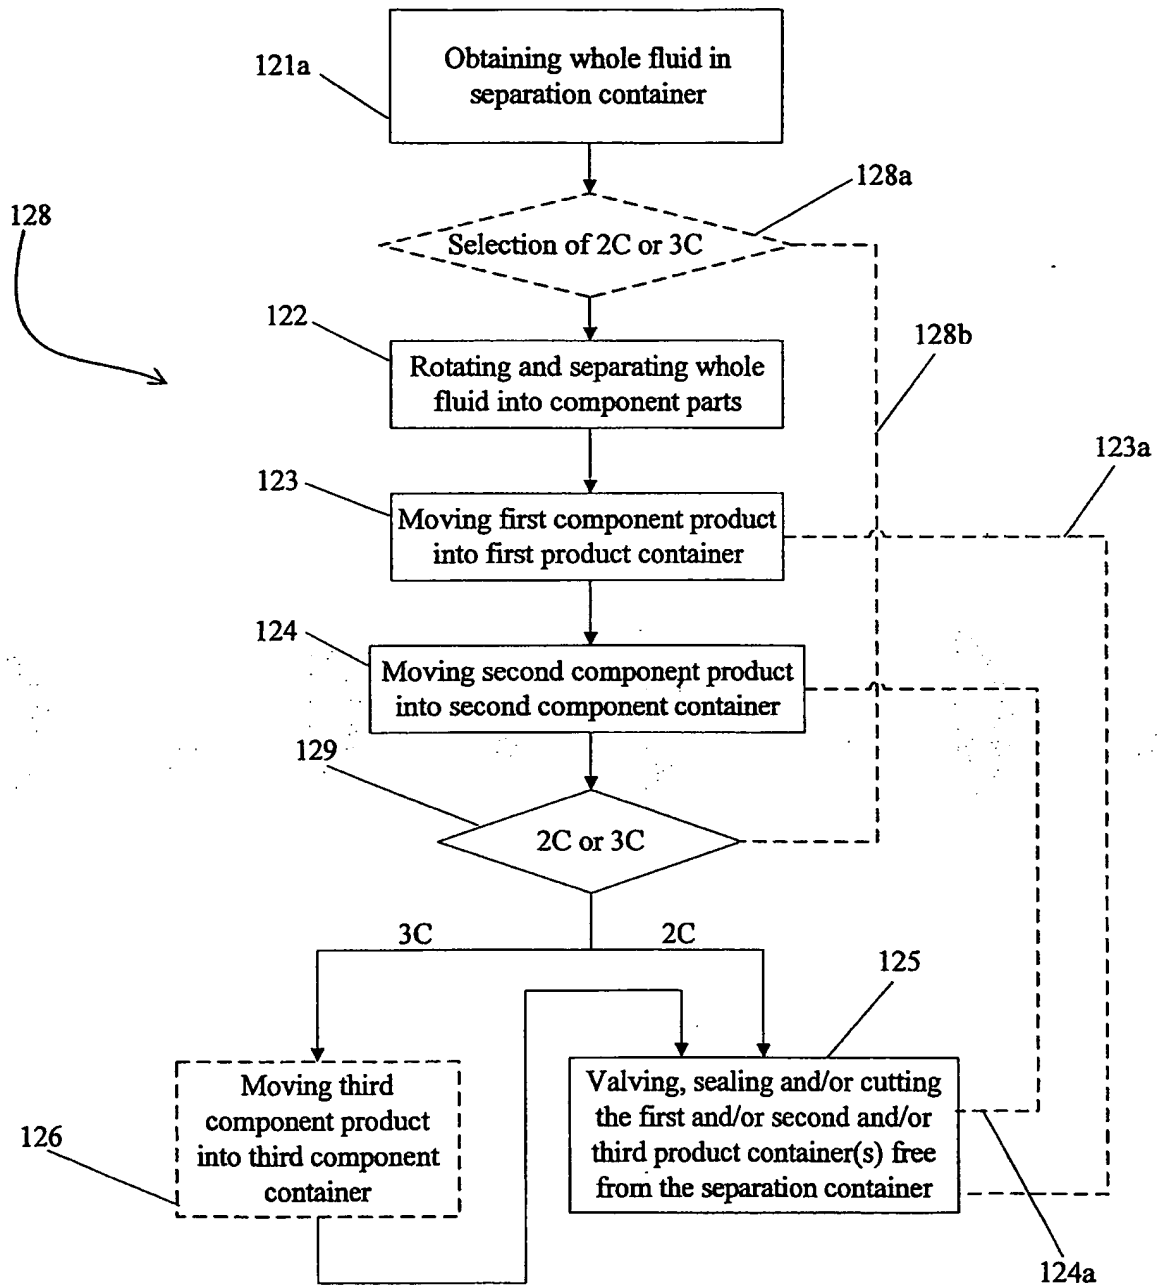 Obtaining whole fluid in
separation container
121a
128a
128
Selection of 2C or 3C
122
128b
Rotating and separating whole
fluid into component parts
123a
123
Moving first component product
into first product container
124
Moving second component product
into second component container
129
2C or 3C
3C
2C
125
Moving third
component product
into third component
container
126
Valving, sealing and/or cutting
the first and/or second and/or
third product container(s) free
from the separation container
124a